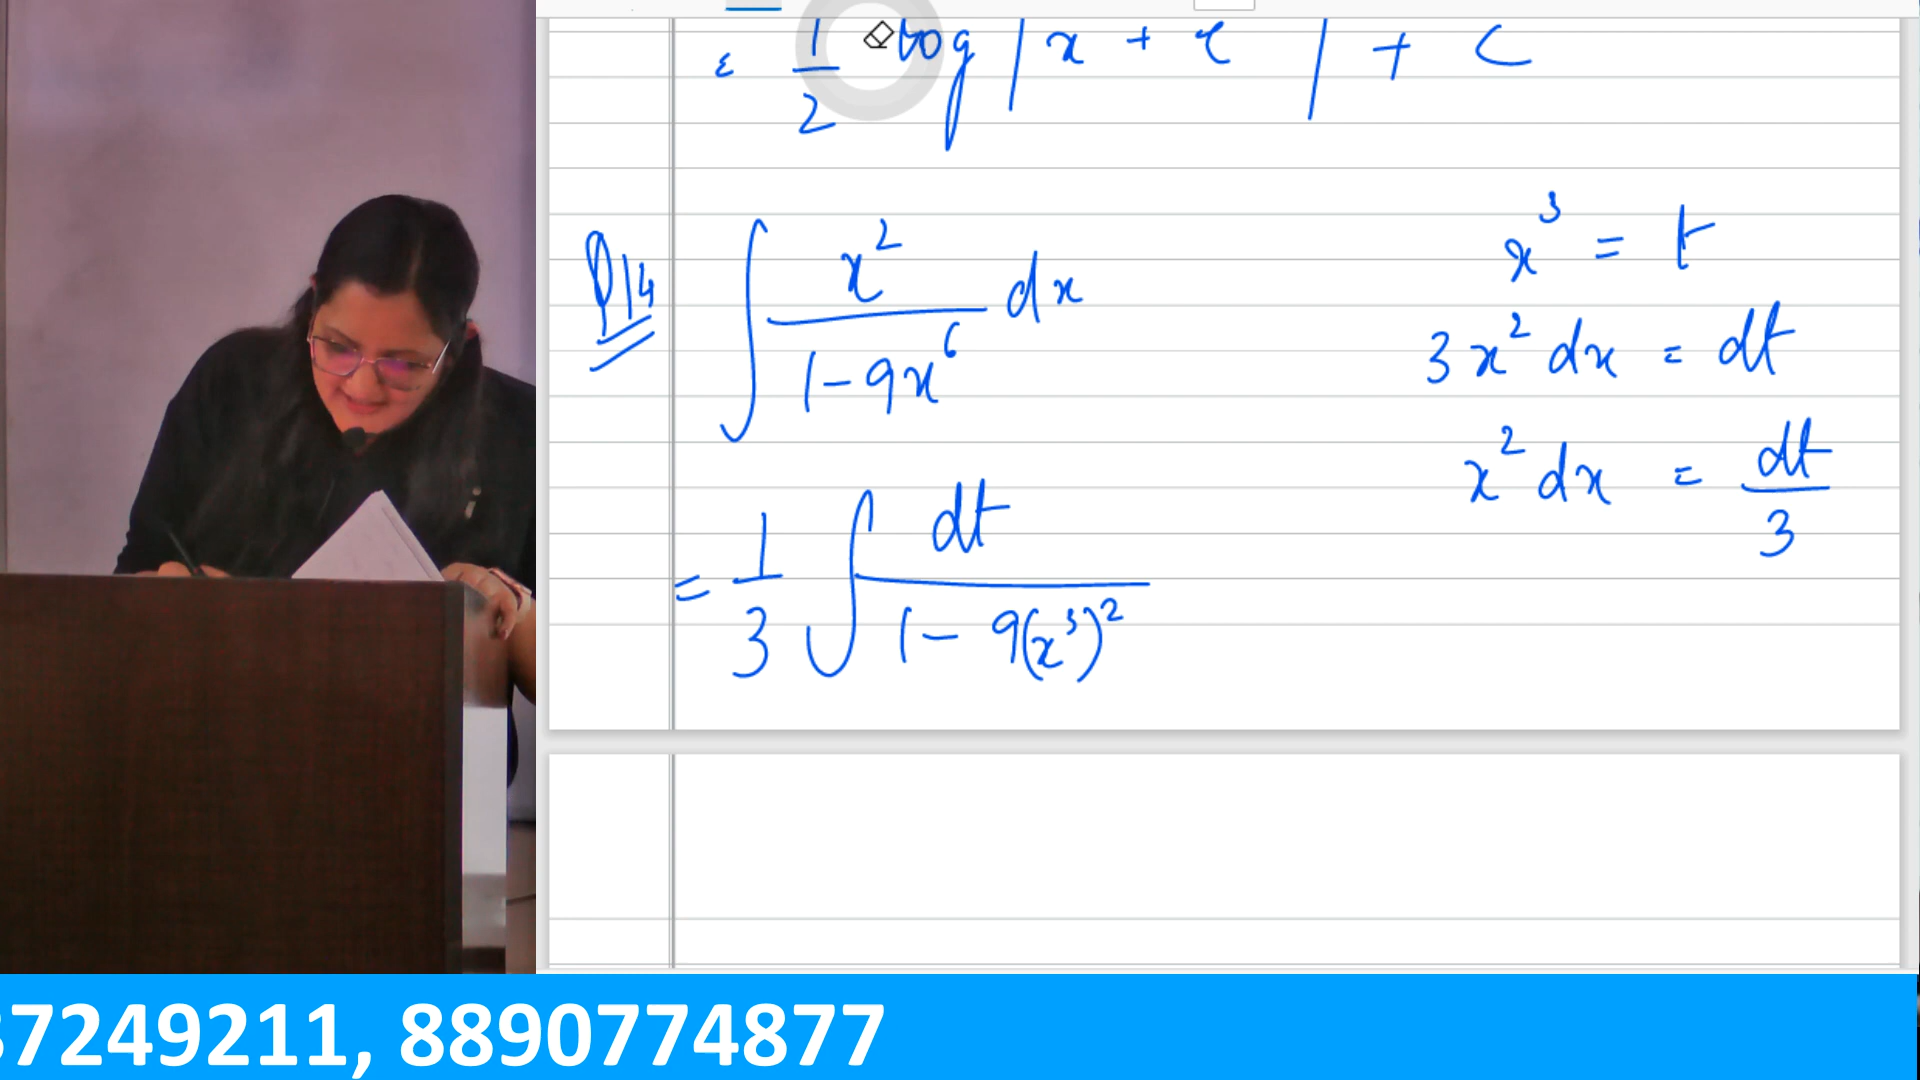 = 1/2 log | x + e | + C
Q14 ∫ x² / (1-9x⁶) dx
x³ = t
3x² dx = dt
x² dx = dt/3
= 1/3 ∫ dt / (1 - 9(x³)²)
37249211, 8890774877